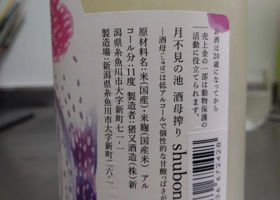 お酒は20歳になってから
売上金の一部は動物保護の
活動に役立てられます。
月不見の池 酒母搾り shubon
―酒母(しゅぼ)は低アルコールで個性的な甘酸っぱさが
原材料名：米(国産)・米麹(国産米) アル
コール分：11度 製造者：猪又酒造(株)新
潟県糸魚川市大字新町七一・一
製造場：新潟県糸魚川市大字新町二六・二
36672428